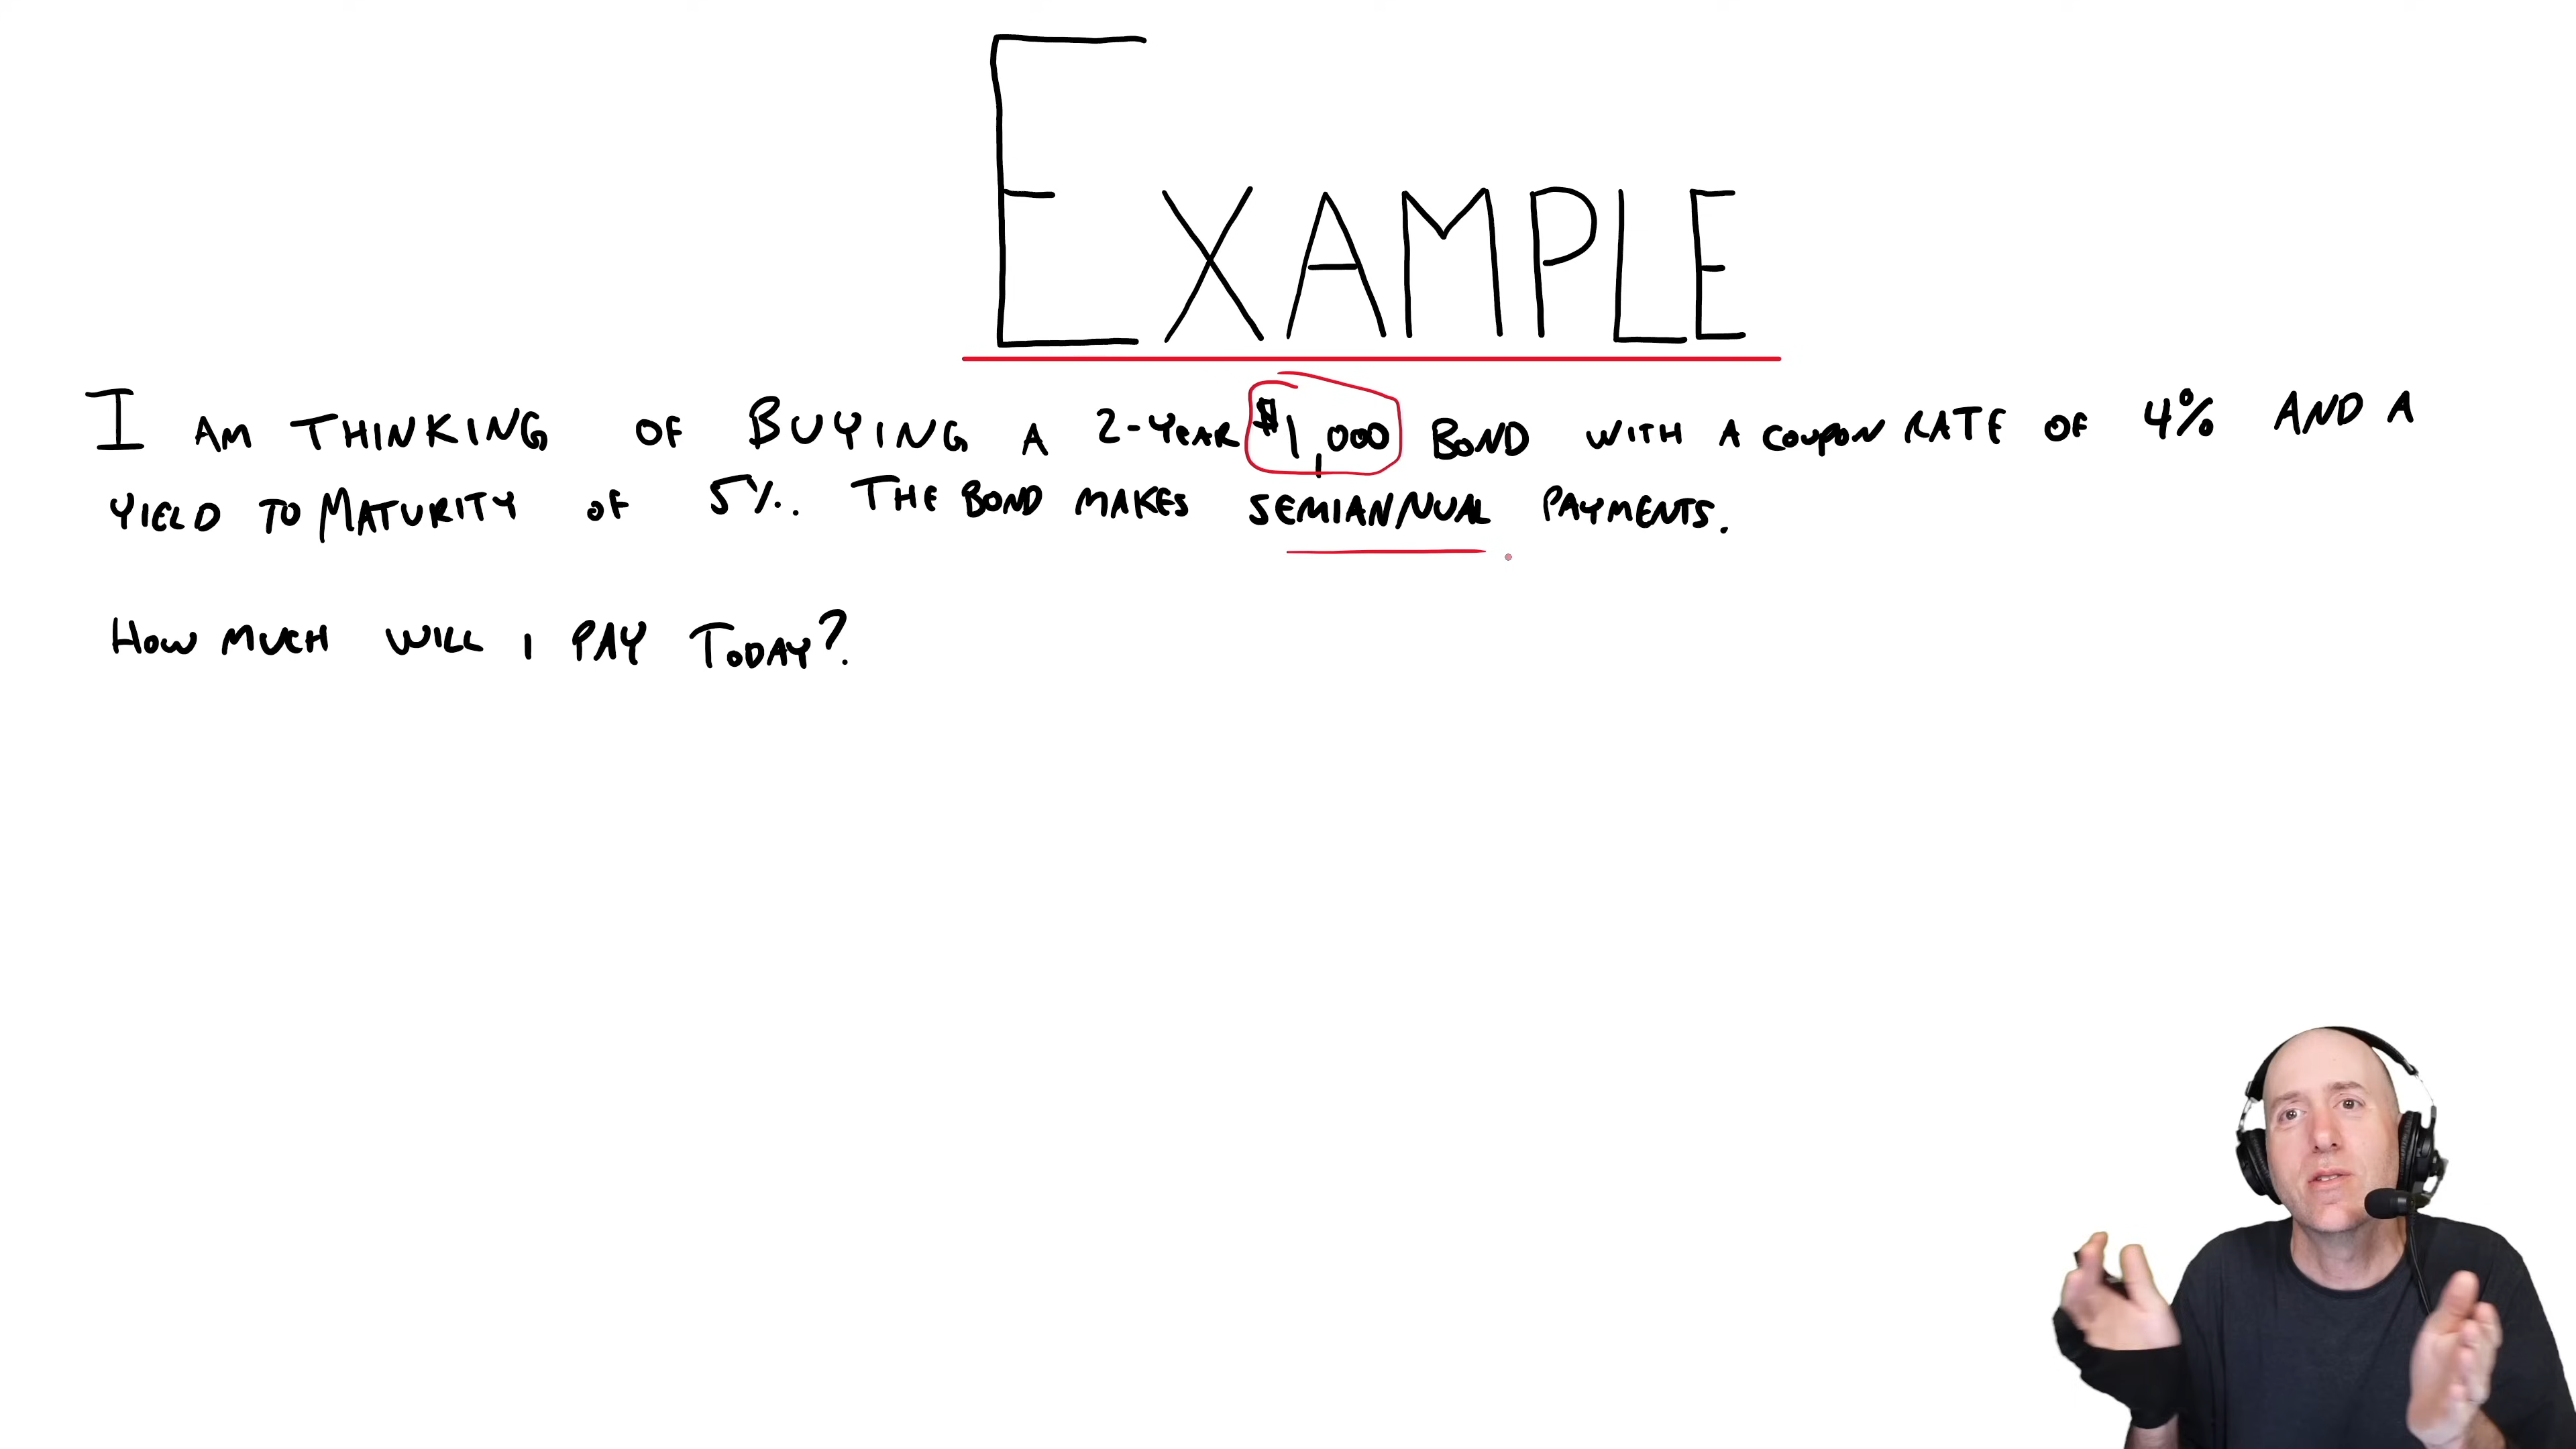 EXAMPLE
I AM THINKING OF BUYING A 2-YEAR $1,000 BOND WITH A COUPON RATE OF 4% AND A
YIELD TO MATURITY OF 5%. THE BOND MAKES SEMIANNUAL PAYMENTS.
HOW MUCH WILL I PAY TODAY?